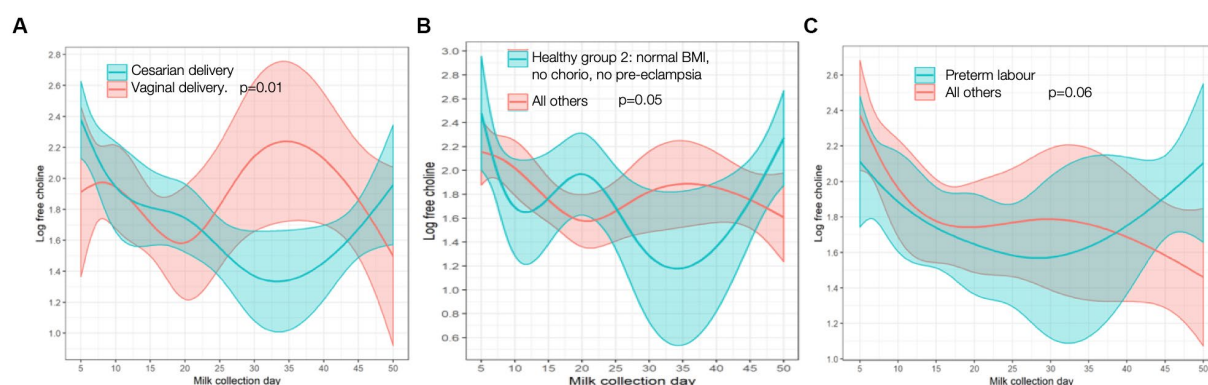 A
Log free choline
2.8
2.6
2.4
2.2
2.0
1.8
1.6
1.4
1.2
1.0
Cesarian delivery
Vaginal delivery. p=0.01
5 10 15 20 25 30 35 40 45 50
Milk collection day
B
Log free choline
3.0
2.8
2.6
2.4
2.2
2.0
1.8
1.6
1.4
1.2
1.0
0.8
0.6
Healthy group 2: normal BMI,
no chorio, no pre-eclampsia
All others p=0.05
5 10 15 20 25 30 35 40 45 50
Milk collection day
C
Log free choline
2.6
2.4
2.2
2.0
1.8
1.6
1.4
1.2
1.0
Preterm labour
All others p=0.06
5 10 15 20 25 30 35 40 45 50
Milk collection day